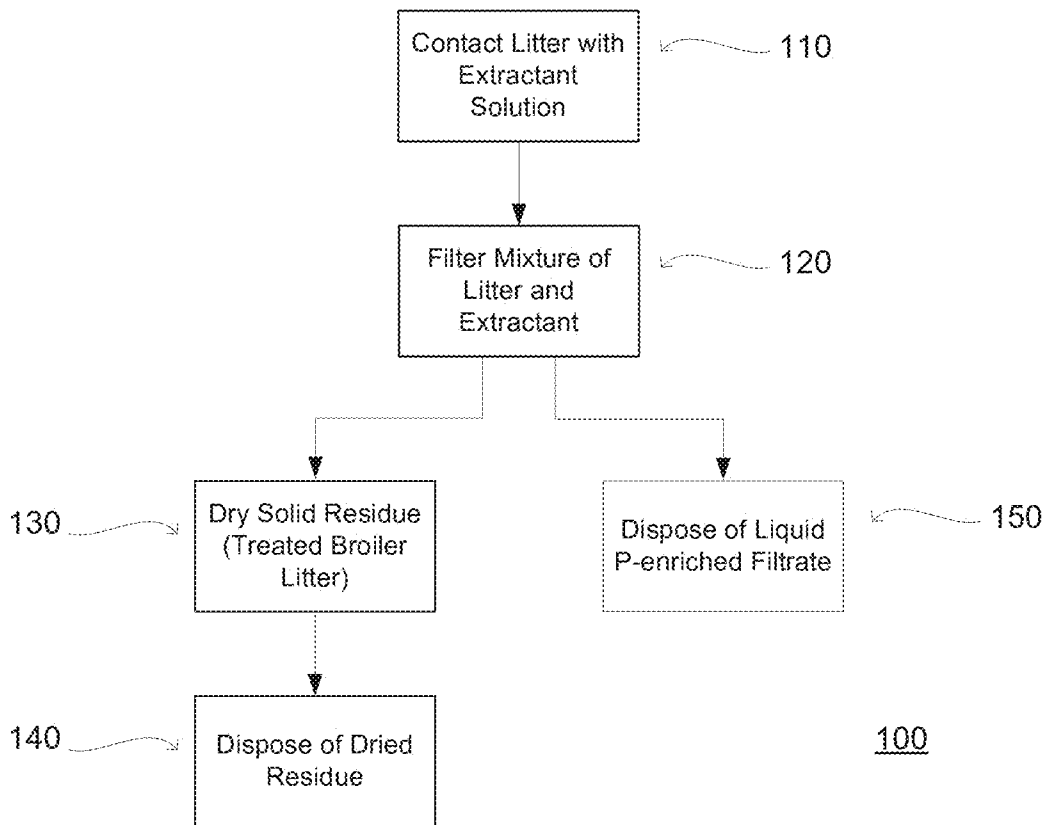 Contact Litter with
Extractant
Solution
110
Filter Mixture of
Litter and
Extractant
120
130
Dry Solid Residue
(Treated Broiler
Litter)
Dispose of Liquid
P-enriched Filtrate
150
140
Dispose of Dried
Residue
100